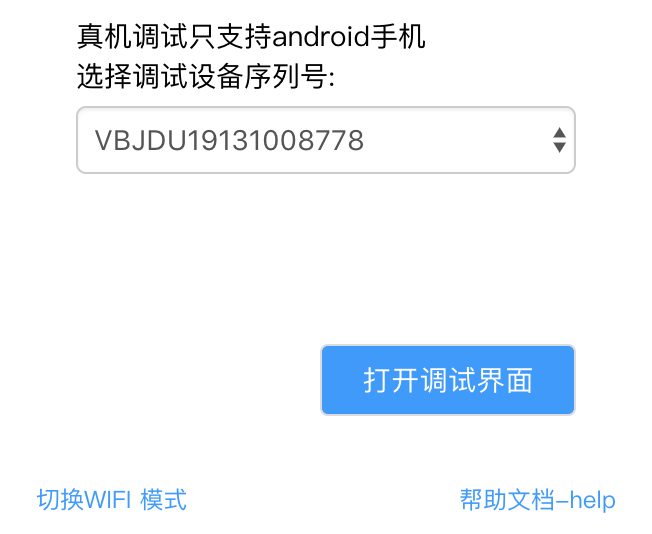 真机调试只支持android手机
选择调试设备序列号:
VBJDU19131008778
打开调试界面
切换WIFI 模式
帮助文档-help